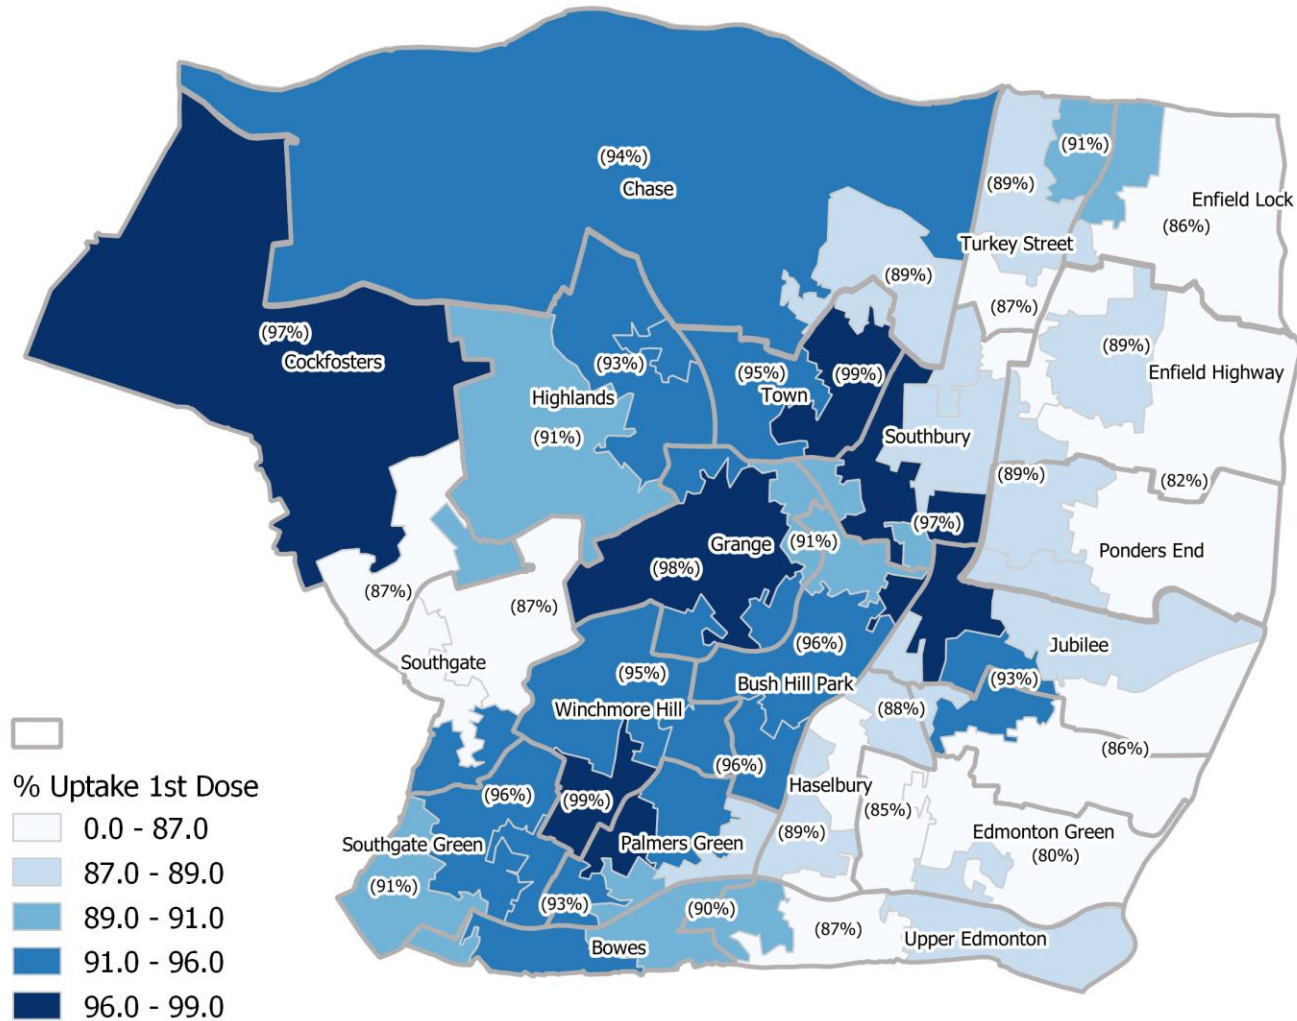 (94%)
Chase
(91%)
(89%)
Enfield Lock
(86%)
Turkey Street
(89%)
(87%)
(97%)
Cockfosters
(93%)
(95%)
Town
(99%)
(89%)
Enfield Highway
Highlands
(91%)
Southbury
(89%)
(82%)
(97%)
Grange
(91%)
(98%)
Ponders End
(87%)
(87%)
Southgate
(96%)
Jubilee
(95%)
Bush Hill Park
(93%)
Winchmore Hill
(88%)
(86%)
(96%)
Haselbury
(96%)
(99%)
(85%)
Edmonton Green
(80%)
Southgate Green
Palmers Green
(89%)
(91%)
(93%)
(90%)
(87%)
Bowes
Upper Edmonton
% Uptake 1st Dose
0.0 - 87.0
87.0 - 89.0
89.0 - 91.0
91.0 - 96.0
96.0 - 99.0